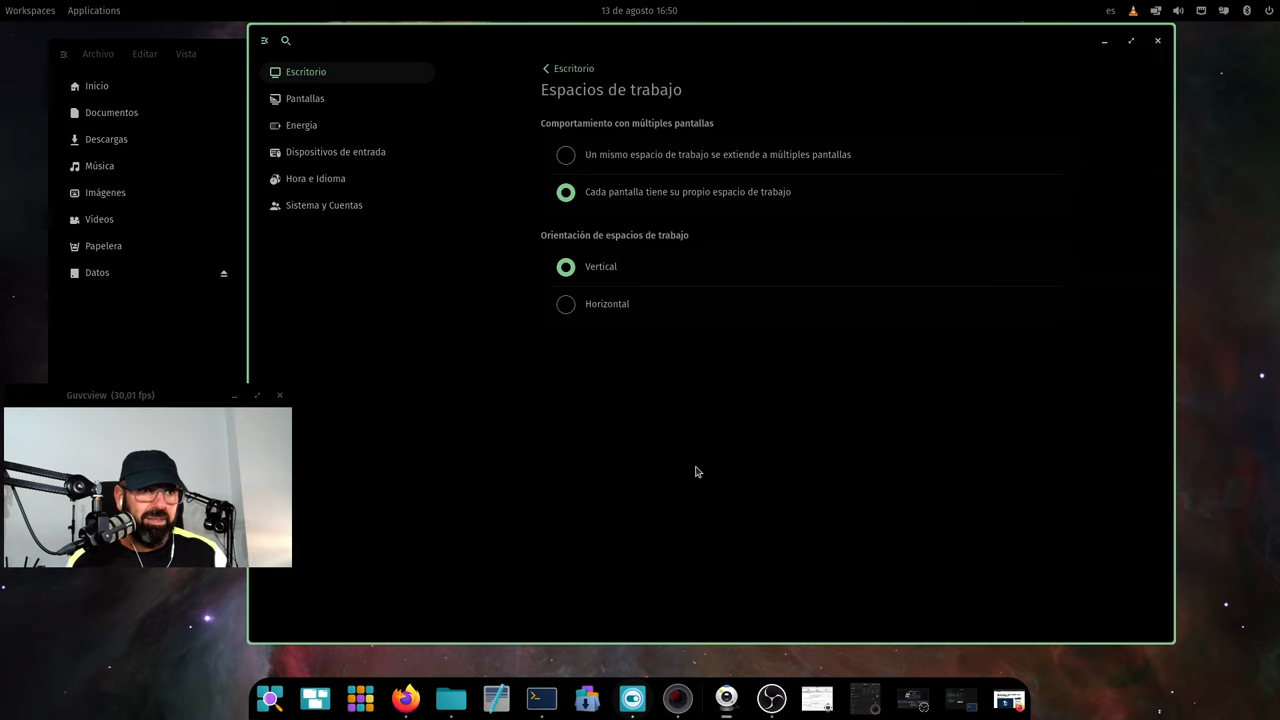 Workspaces Applications 13 de agosto 16:50 es
Archivo Editar Vista
Inicio
Documentos
Descargas
Música
Imágenes
Videos
Papelera
Datos
Escritorio
Pantallas
Energía
Dispositivos de entrada
Hora e Idioma
Sistema y Cuentas
Escritorio
Espacios de trabajo
Comportamiento con múltiples pantallas
Un mismo espacio de trabajo se extiende a múltiples pantallas
Cada pantalla tiene su propio espacio de trabajo
Orientación de espacios de trabajo
Vertical
Horizontal
Guvcview (30,01 fps)